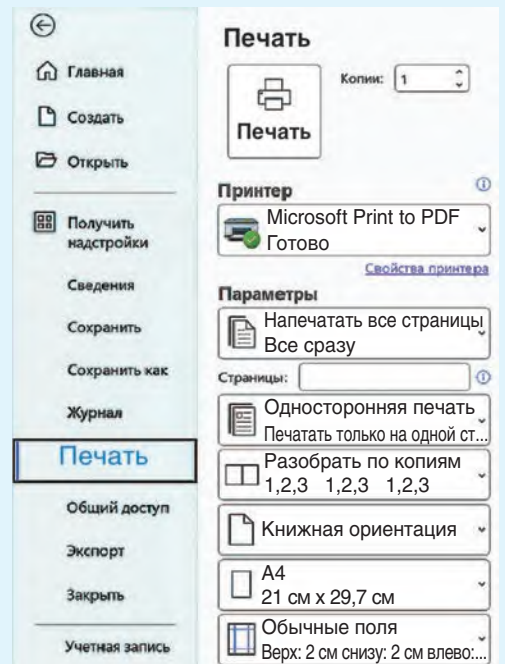 Главная
Создать
Открыть
Получить
надстройки
Сведения
Сохранить
Сохранить как
Журнал
Печать
Общий доступ
Экспорт
Закрыть
Учетная запись
Печать
Копии: 1
Печать
Принтер
Microsoft Print to PDF
Готово
Свойства принтера
Параметры
Напечатать все страницы
Все сразу
Страницы:
Односторонняя печать
Печатать только на одной ст...
Разобрать по копиям
1,2,3 1,2,3 1,2,3
Книжная ориентация
A4
21 см x 29,7 см
Обычные поля
Верх: 2 см снизу: 2 см влево:...